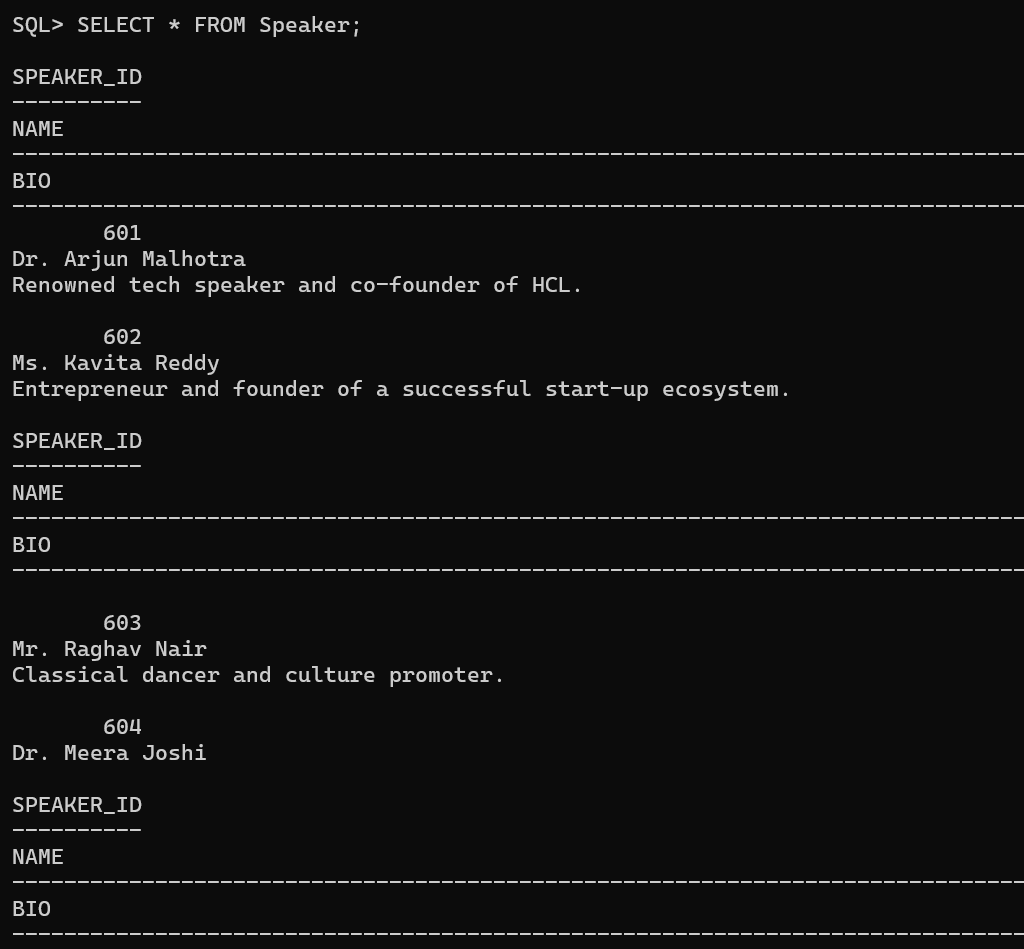 SQL> SELECT * FROM Speaker;
SPEAKER_ID
----------
NAME
--------------------------------------------------------------------------------
BIO
--------------------------------------------------------------------------------
601
Dr. Arjun Malhotra
Renowned tech speaker and co-founder of HCL.
602
Ms. Kavita Reddy
Entrepreneur and founder of a successful start-up ecosystem.
SPEAKER_ID
----------
NAME
--------------------------------------------------------------------------------
BIO
--------------------------------------------------------------------------------
603
Mr. Raghav Nair
Classical dancer and culture promoter.
604
Dr. Meera Joshi
SPEAKER_ID
----------
NAME
--------------------------------------------------------------------------------
BIO
--------------------------------------------------------------------------------